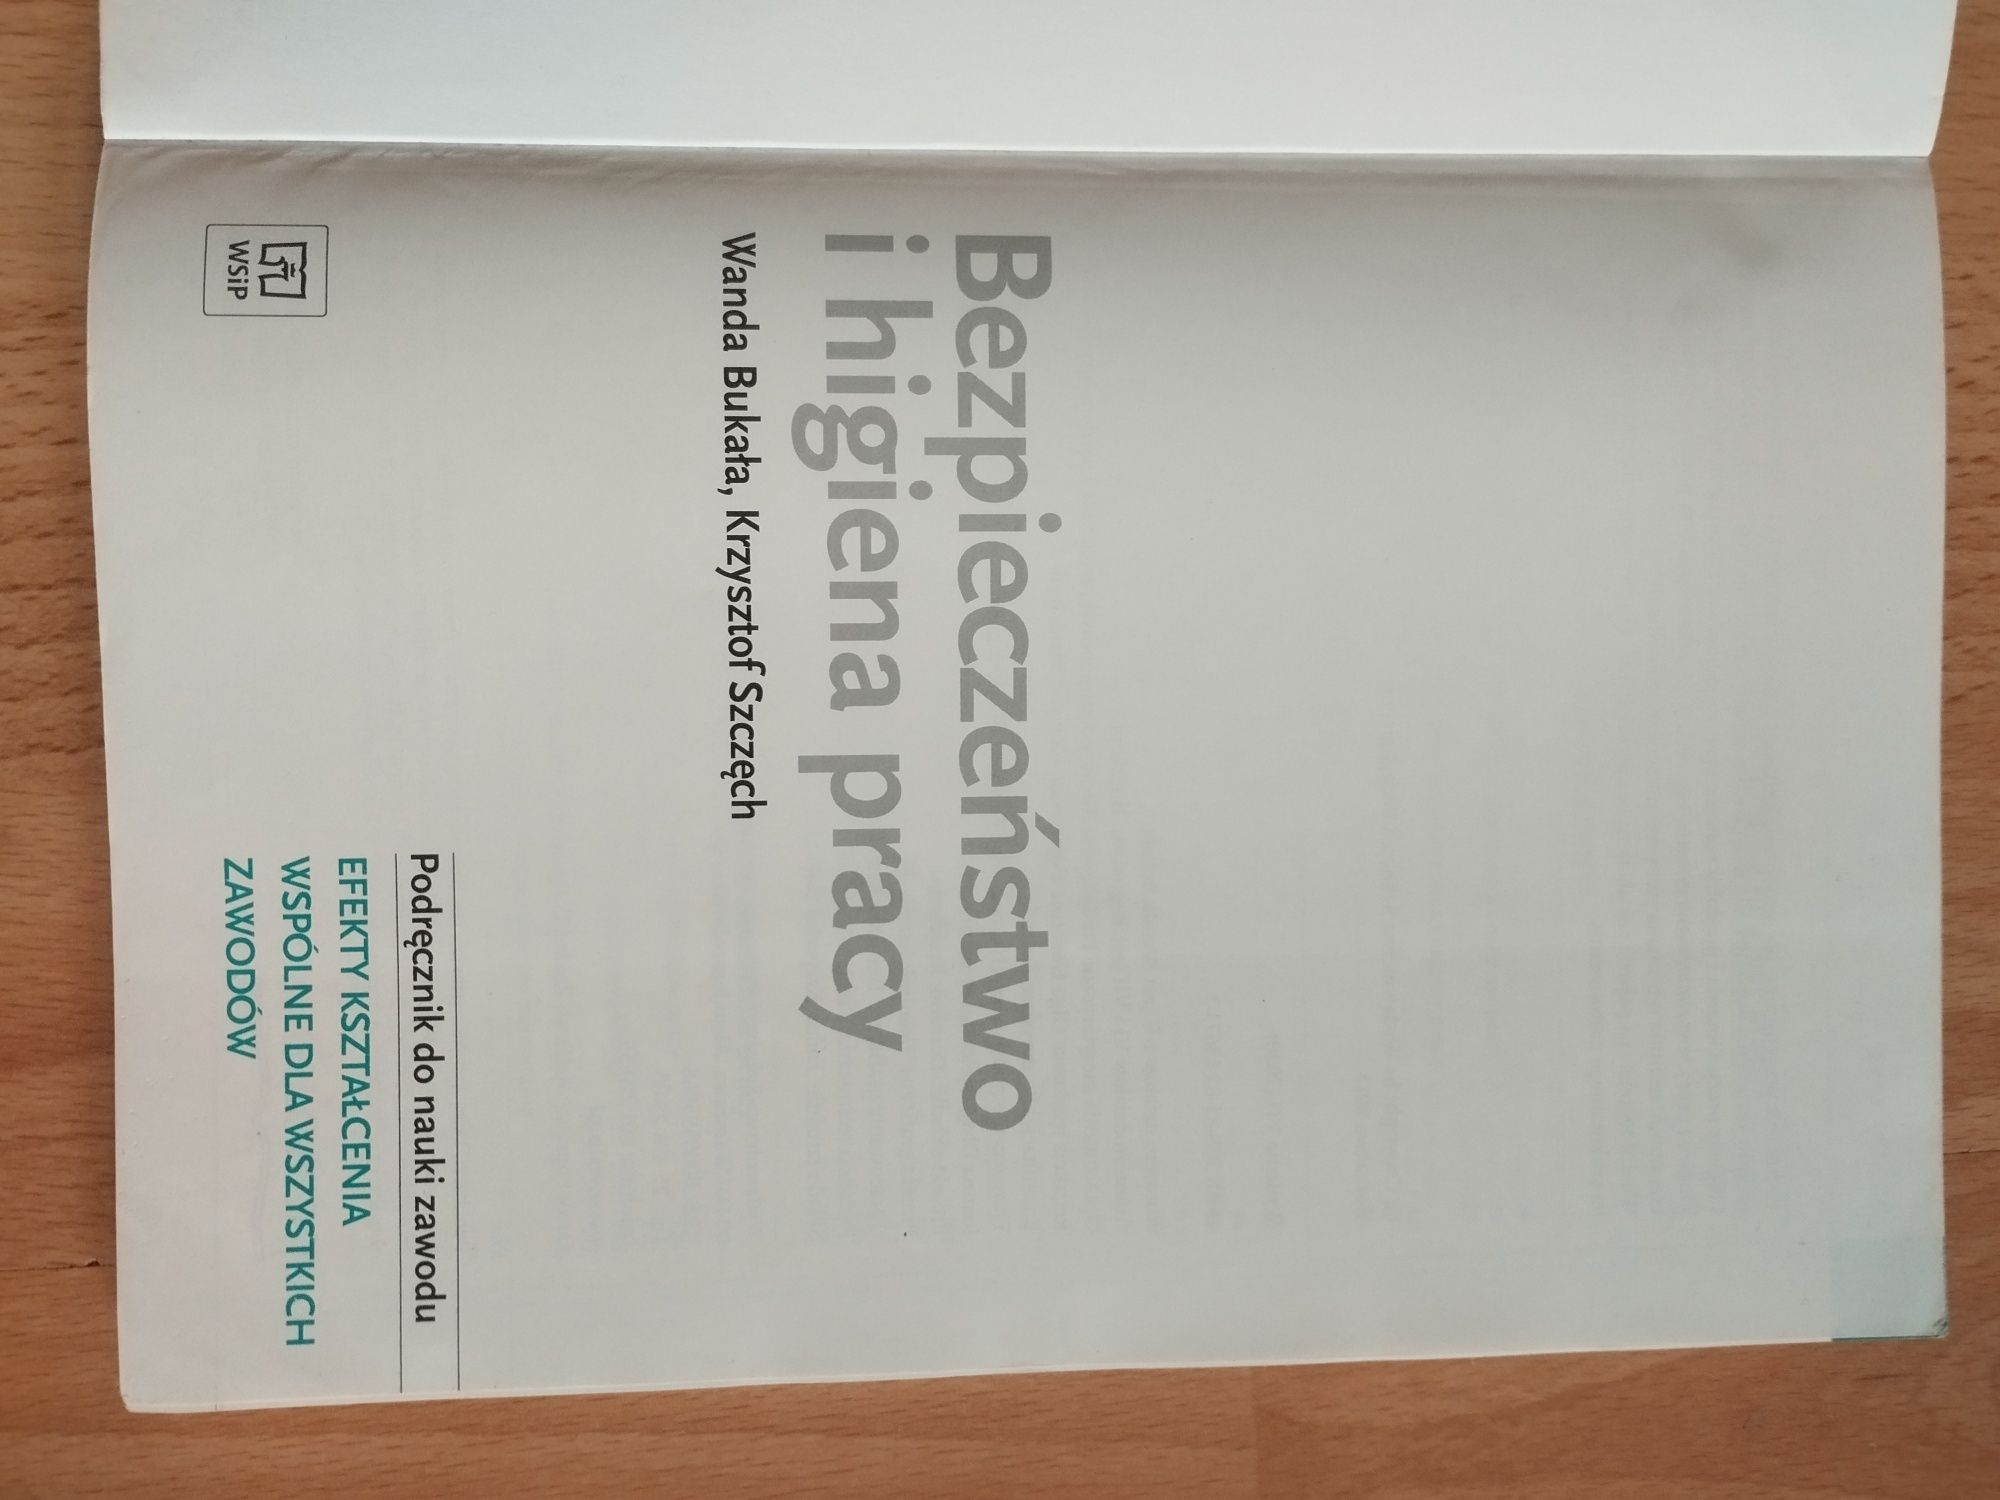 Bezpieczeństwo
i higiena pracy
Wanda Bukała, Krzysztof Szczęch
Podręcznik do nauki zawodu
EFEKTY KSZTAŁCENIA
WSPÓLNE DLA WSZYSTKICH
ZAWODÓW
WSiP